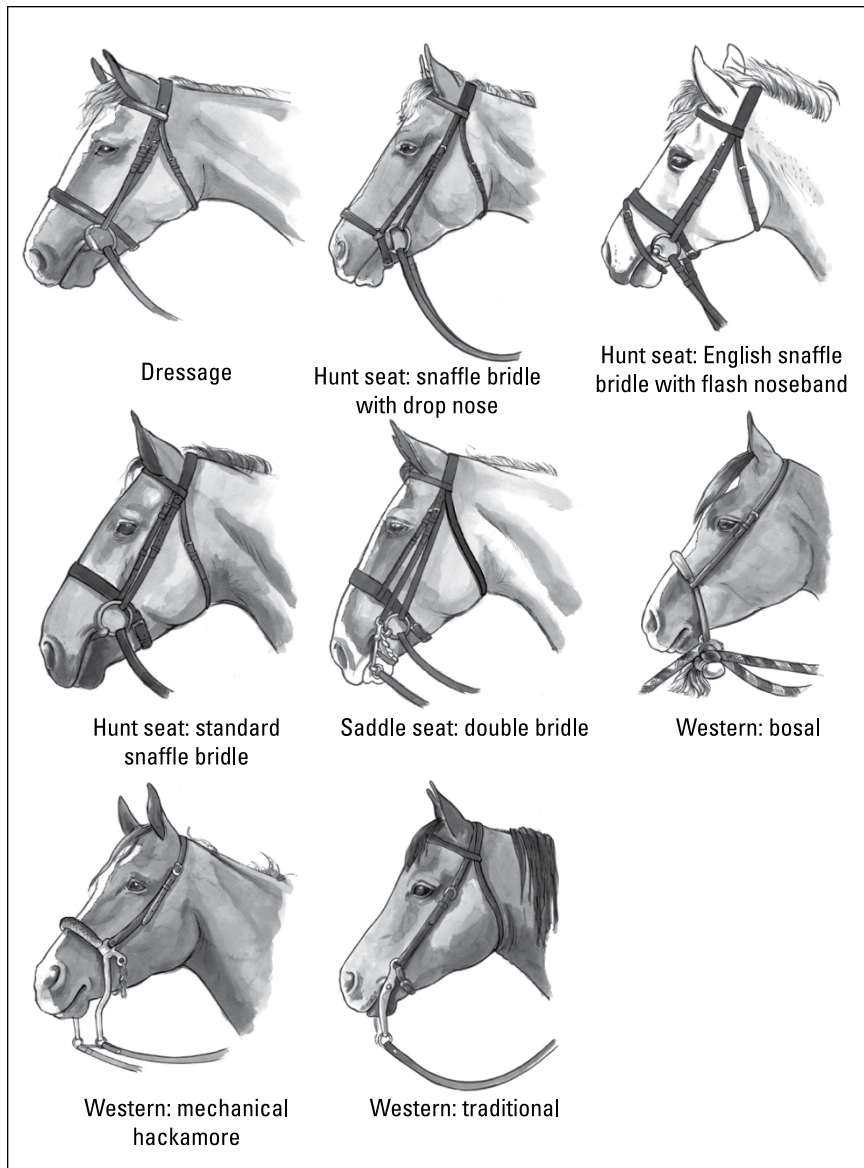 Dressage
Hunt seat: snaffle bridle
with drop nose
Hunt seat: English snaffle
bridle with flash noseband
Hunt seat: standard
snaffle bridle
Saddle seat: double bridle
Western: bosal
Western: mechanical
hackamore
Western: traditional